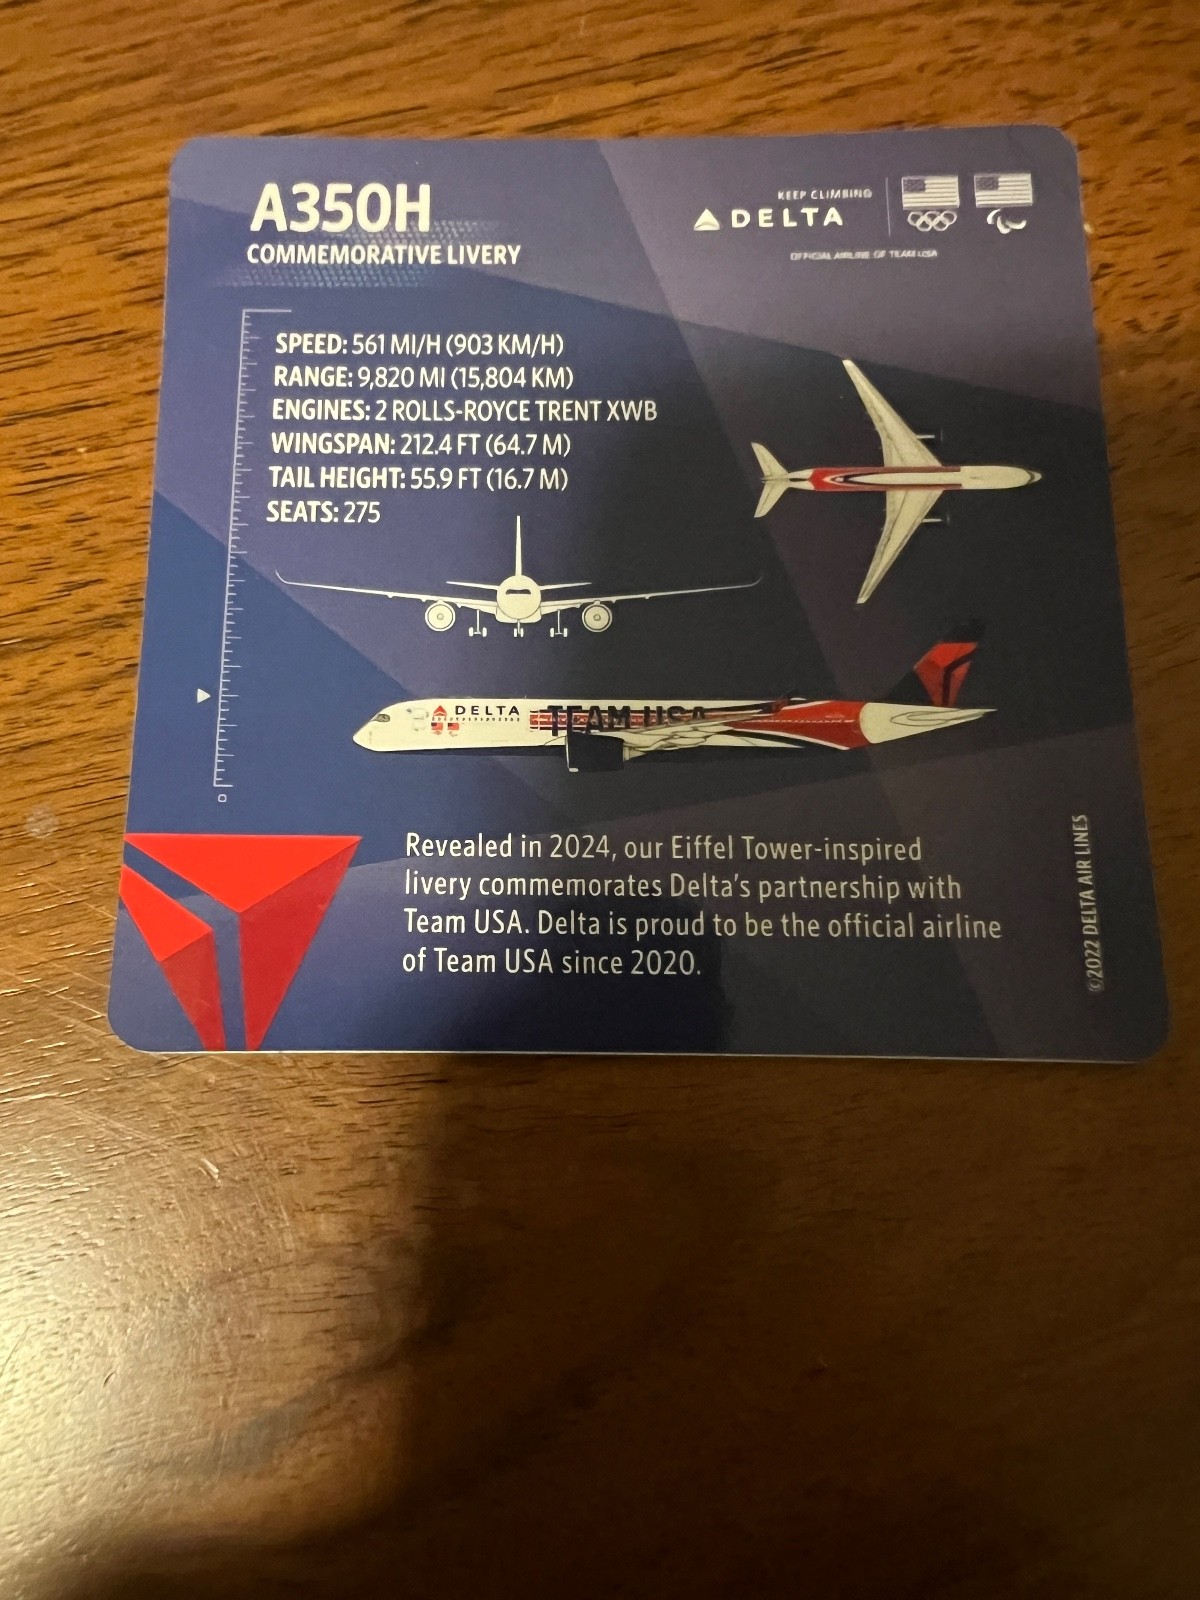 A350H
COMMEMORATIVE LIVERY
KEEP CLIMBING
DELTA
OFFICIAL AIRLINE OF TEAM USA
SPEED: 561 MI/H (903 KM/H)
RANGE: 9,820 MI (15,804 KM)
ENGINES: 2 ROLLS-ROYCE TRENT XWB
WINGSPAN: 212.4 FT (64.7 M)
TAIL HEIGHT: 55.9 FT (16.7 M)
SEATS: 275
DELTA
TEAM USA
0
Revealed in 2024, our Eiffel Tower-inspired
livery commemorates Delta's partnership with
Team USA. Delta is proud to be the official airline
of Team USA since 2020.
©2022 DELTA AIR LINES